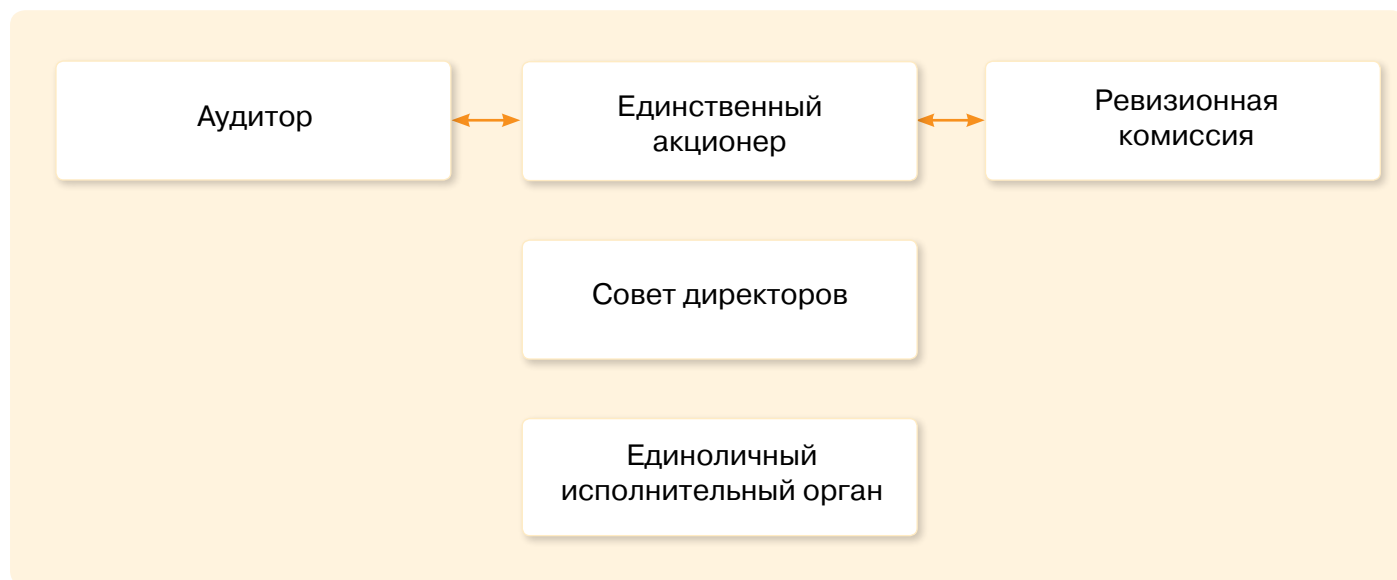 Аудитор
Единственный
акционер
Ревизионная
комиссия
Совет директоров
Единоличный
исполнительный орган